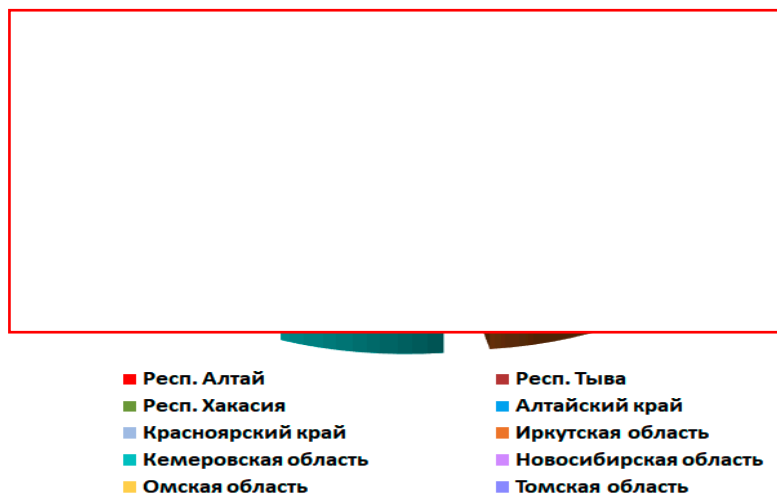 Респ. Алтай
Респ. Тыва
Респ. Хакасия
Алтайский край
Красноярский край
Иркутская область
Кемеровская область
Новосибирская область
Омская область
Томская область